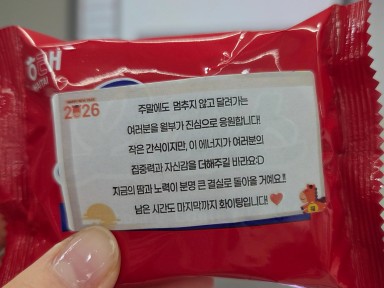 해태
2026
주말에도 멈추지 않고 달려가는
여러분을 월부가 진심으로 응원합니다!
작은 간식이지만, 이 에너지가 여러분의
집중력과 자신감을 더해주길 바라요:D
지금의 땀과 노력이 분명 큰 결실로 돌아올 거예요!!
남은 시간도 마지막까지 화이팅입니다!❤️